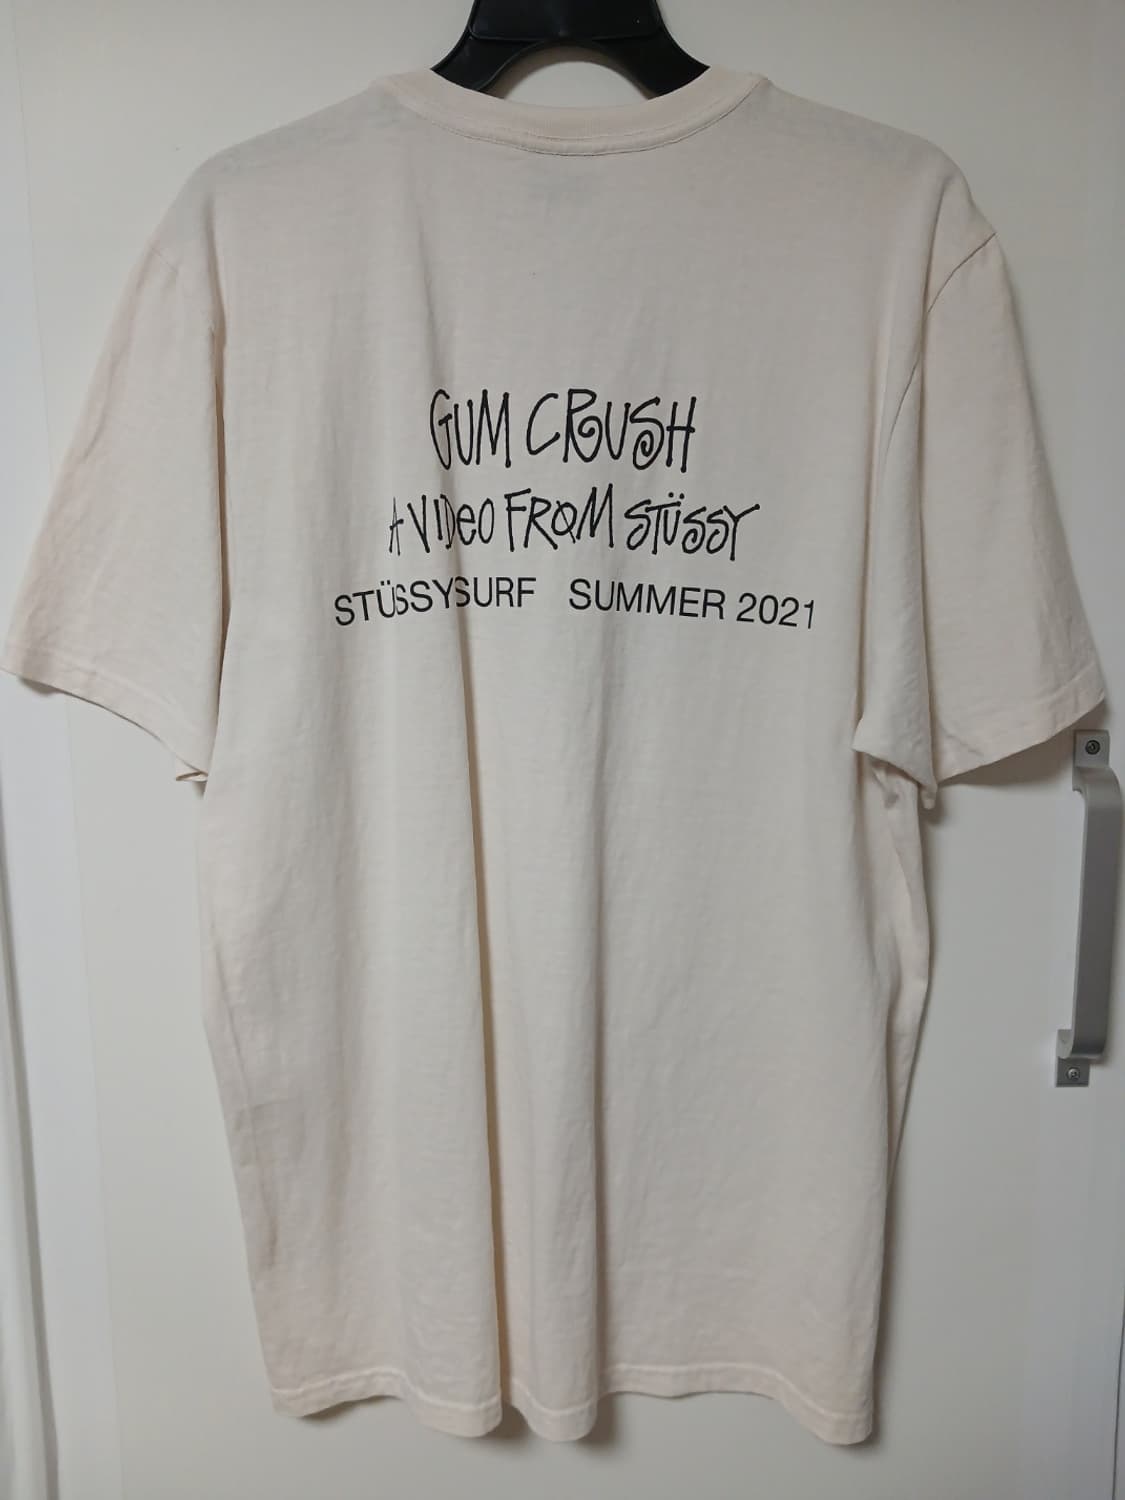 GUM CRUSH
A VIDeO FROM STÜSSY
STÜSSYSURF SUMMER 2021